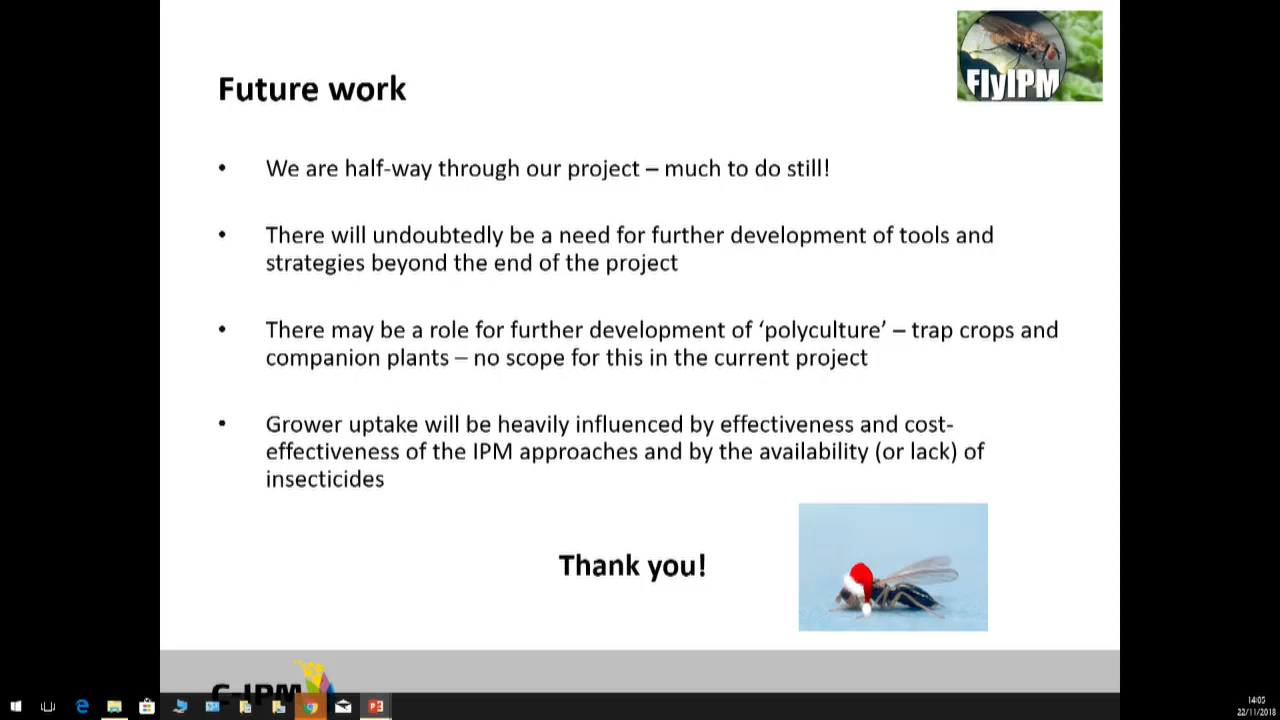 FlyIPM
Future work
• We are half-way through our project – much to do still!
• There will undoubtedly be a need for further development of tools and
strategies beyond the end of the project
• There may be a role for further development of ‘polyculture’ – trap crops and
companion plants – no scope for this in the current project
• Grower uptake will be heavily influenced by effectiveness and cost-
effectiveness of the IPM approaches and by the availability (or lack) of
insecticides
Thank you!
C-IPM
14:05
22/11/2018